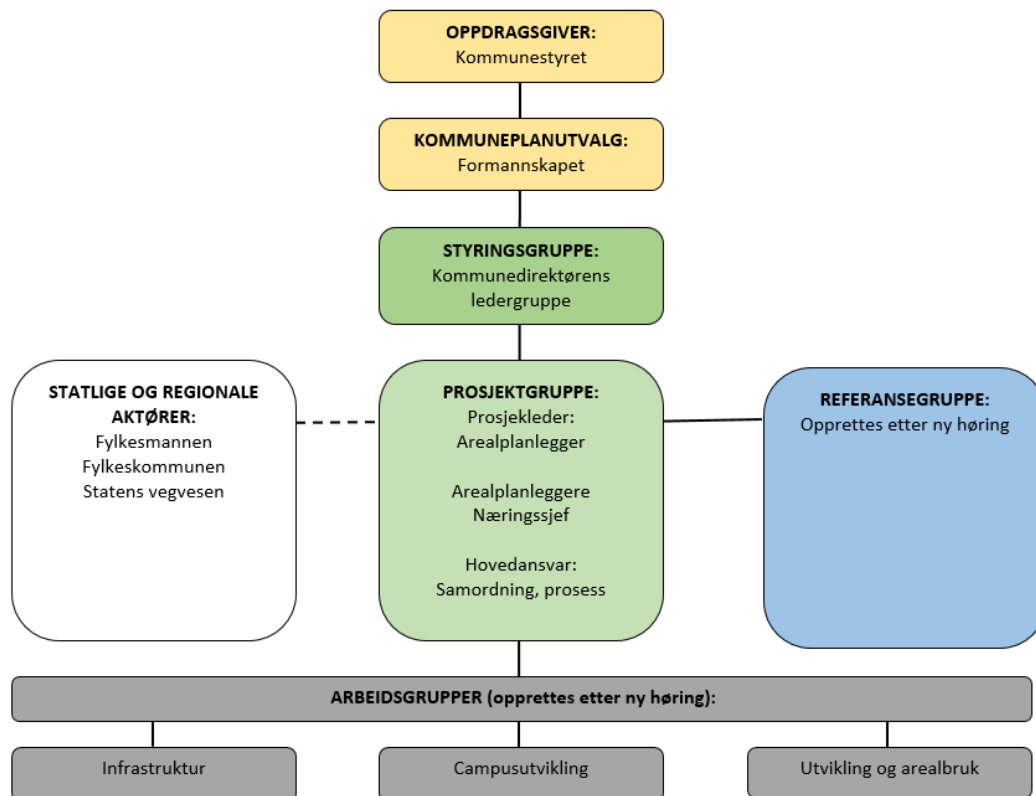 OPPDRAGSGIVER:
Kommunestyret
KOMMUNEPLANUTVALG:
Formannskapet
STYRINGSGRUPPE:
Kommunedirektørens
ledergruppe
STATLIGE OG REGIONALE
AKTØRER:
Fylkesmannen
Fylkeskommunen
Statens vegvesen
PROSJEKTGRUPPE:
Prosjekleder:
Arealplanlegger
Arealplanleggere
Næringssjef
Hovedansvar:
Samordning, prosess
REFERANSEGRUPPE:
Opprettes etter ny høring
ARBEIDSGRUPPER (opprettes etter ny høring):
Infrastruktur
Campusutvikling
Utvikling og arealbruk